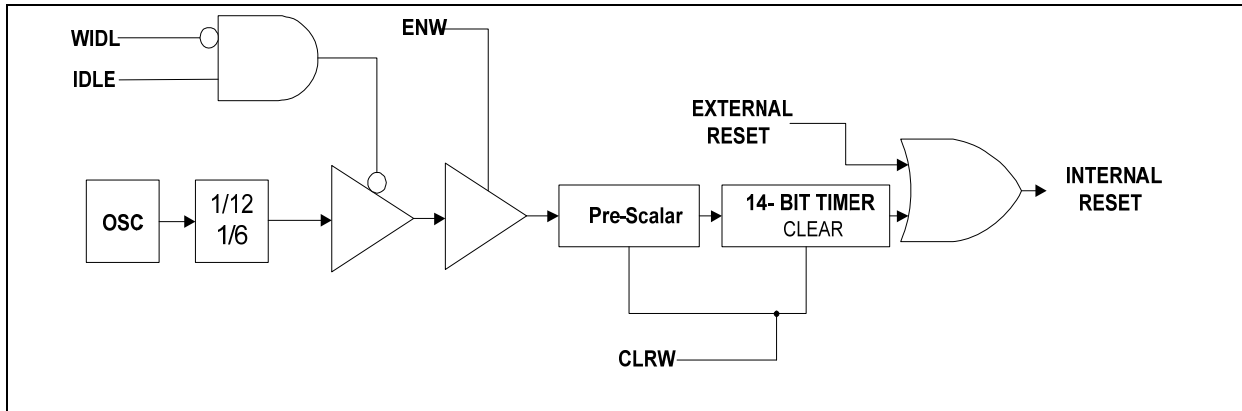 WIDL
IDLE
ENW
EXTERNAL
RESET
INTERNAL
RESET
OSC
1/12
1/6
Pre-Scalar
14- BIT TIMER
CLEAR
CLRW